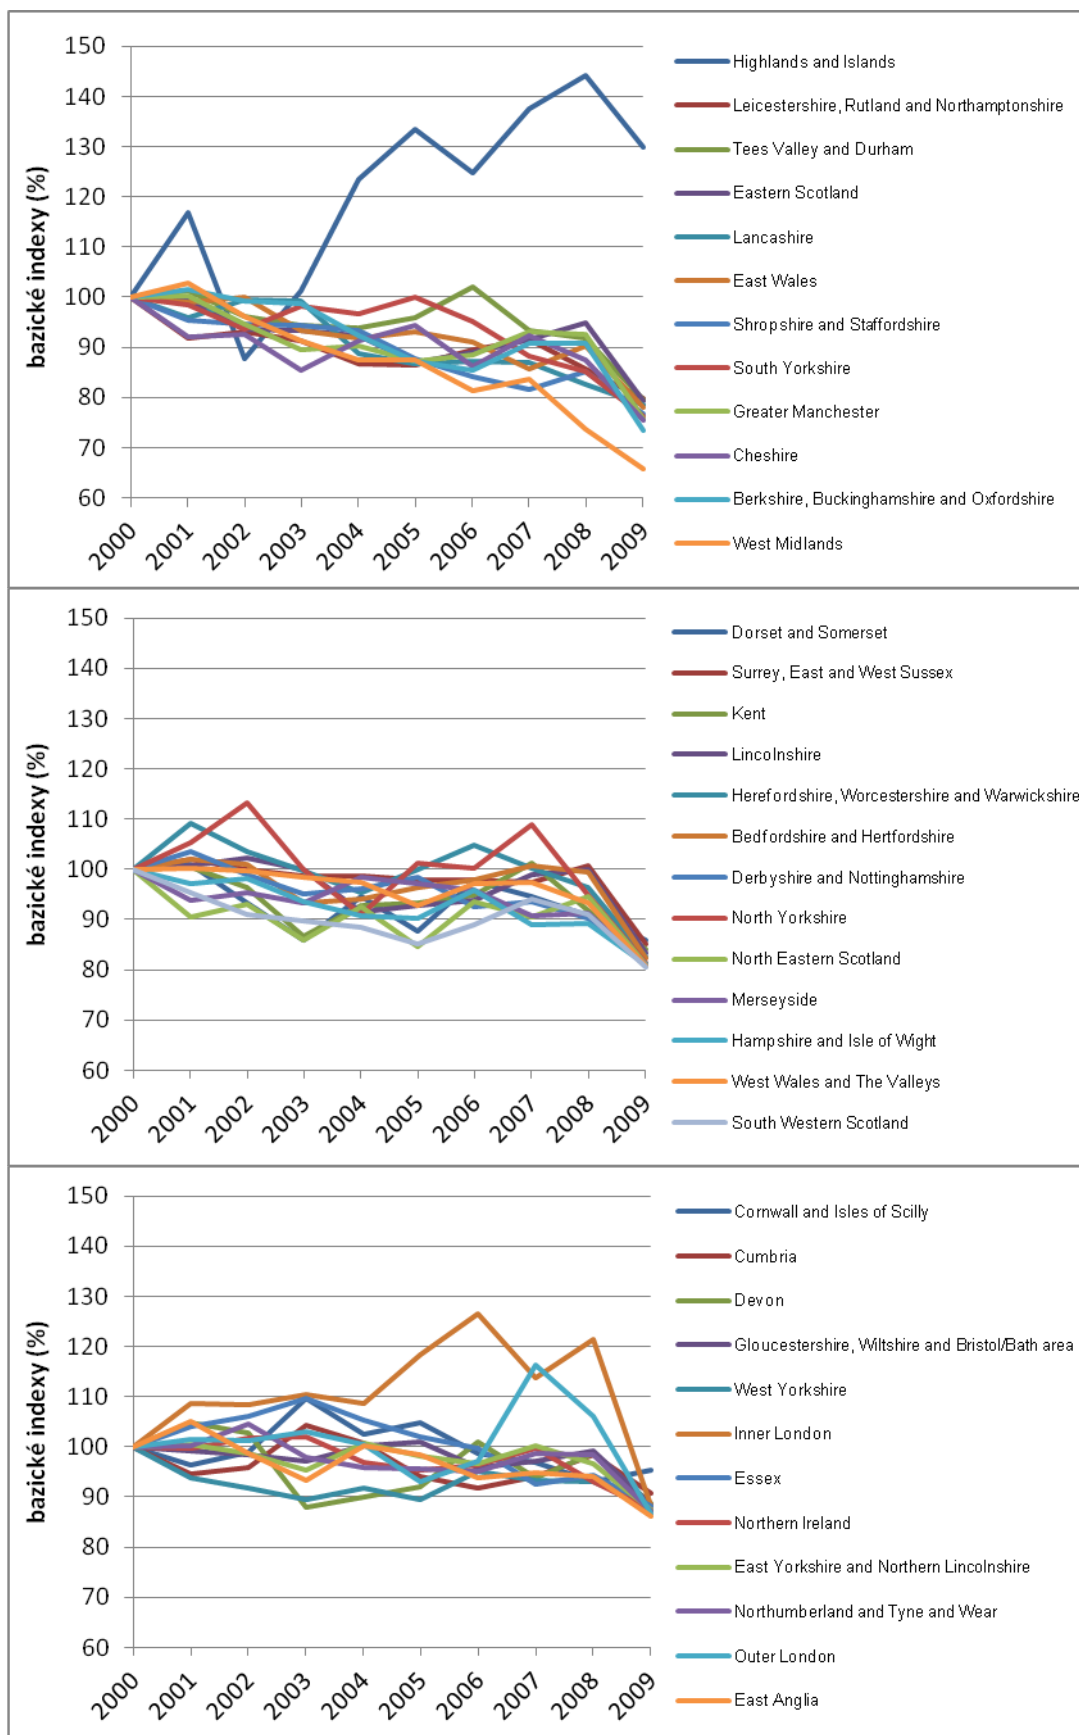 150
140
130
120
110
100
90
80
70
60
bazické indexy (%)
2000
2001
2002
2003
2004
2005
2006
2007
2008
2009
Highlands and Islands
Leicestershire, Rutland and Northamptonshire
Tees Valley and Durham
Eastern Scotland
Lancashire
East Wales
Shropshire and Staffordshire
South Yorkshire
Greater Manchester
Cheshire
Berkshire, Buckinghamshire and Oxfordshire
West Midlands
150
140
130
120
110
100
90
80
70
60
bazické indexy (%)
2000
2001
2002
2003
2004
2005
2006
2007
2008
2009
Dorset and Somerset
Surrey, East and West Sussex
Kent
Lincolnshire
Herefordshire, Worcestershire and Warwickshire
Bedfordshire and Hertfordshire
Derbyshire and Nottinghamshire
North Yorkshire
North Eastern Scotland
Merseyside
Hampshire and Isle of Wight
West Wales and The Valleys
South Western Scotland
150
140
130
120
110
100
90
80
70
60
bazické indexy (%)
2000
2001
2002
2003
2004
2005
2006
2007
2008
2009
Cornwall and Isles of Scilly
Cumbria
Devon
Gloucestershire, Wiltshire and Bristol/Bath area
West Yorkshire
Inner London
Essex
Northern Ireland
East Yorkshire and Northern Lincolnshire
Northumberland and Tyne and Wear
Outer London
East Anglia